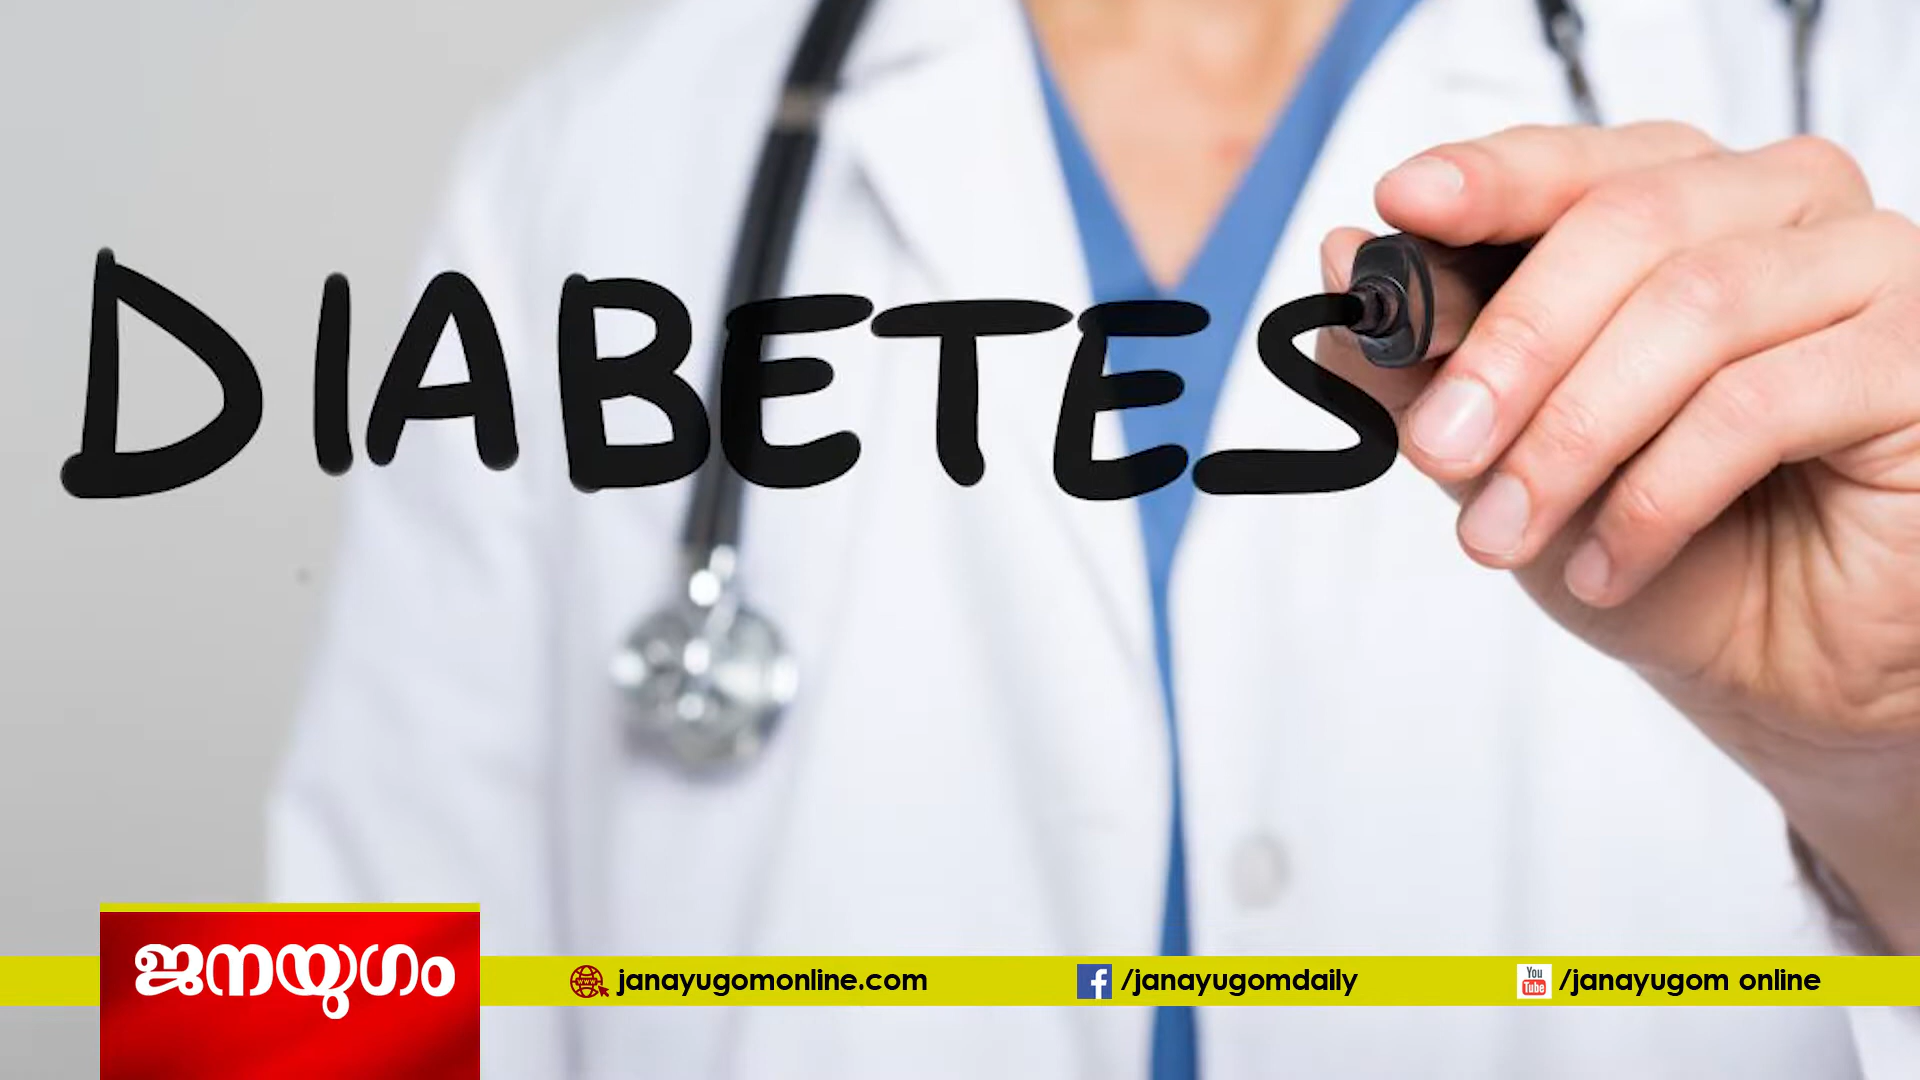 DIABETES
ജനയുഗം
janayugomonline.com
/janayugomdaily
You
Tube
/janayugom online